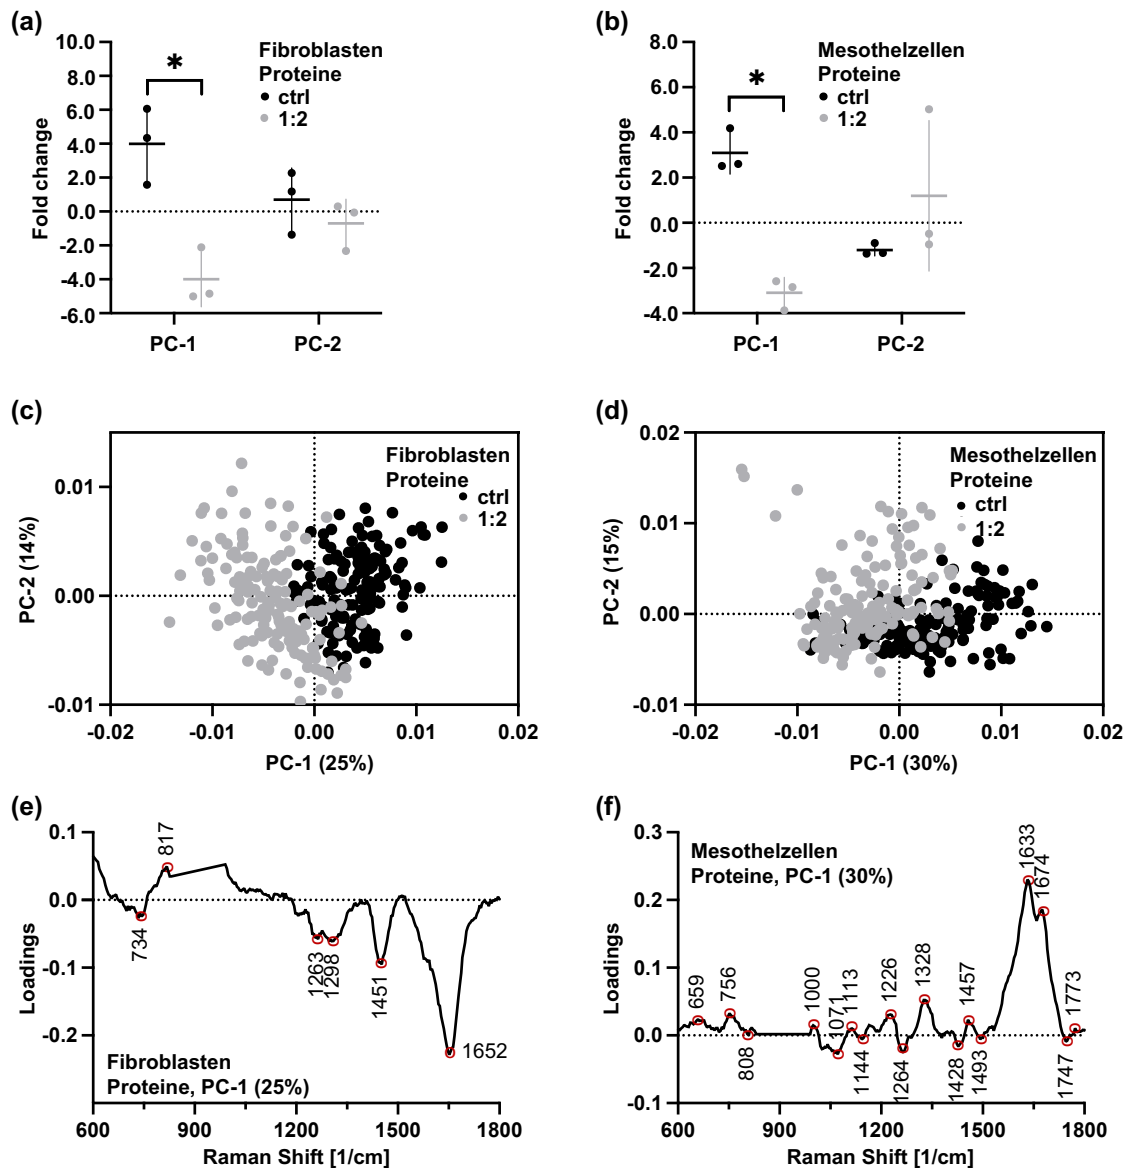 (a)
10.0
8.0
6.0
4.0
2.0
0.0
-2.0
-4.0
-6.0
Fold change
*
Fibroblasten
Proteine
ctrl
1:2
PC-1
PC-2
(b)
8.0
6.0
4.0
2.0
0.0
-2.0
-4.0
Fold change
*
Mesothelzellen
Proteine
ctrl
1:2
PC-1
PC-2
(c)
0.01
0.00
-0.01
PC-2 (14%)
Fibroblasten
Proteine
ctrl
1:2
-0.02
-0.01
0.00
0.01
0.02
PC-1 (25%)
(d)
0.02
0.01
0.00
-0.01
PC-2 (15%)
Mesothelzellen
Proteine
ctrl
1:2
-0.02
-0.01
0.00
0.01
0.02
PC-1 (30%)
(e)
0.1
0.0
-0.1
-0.2
Loadings
734
817
1263
1298
1451
1652
Fibroblasten
Proteine, PC-1 (25%)
600
900
1200
1500
1800
Raman Shift [1/cm]
(f)
0.3
0.2
0.1
0.0
-0.1
Loadings
Mesothelzellen
Proteine, PC-1 (30%)
659
756
808
1000
1071
1113
1144
1226
1264
1328
1428
1457
1493
1633
1674
1747
1773
600
900
1200
1500
1800
Raman Shift [1/cm]